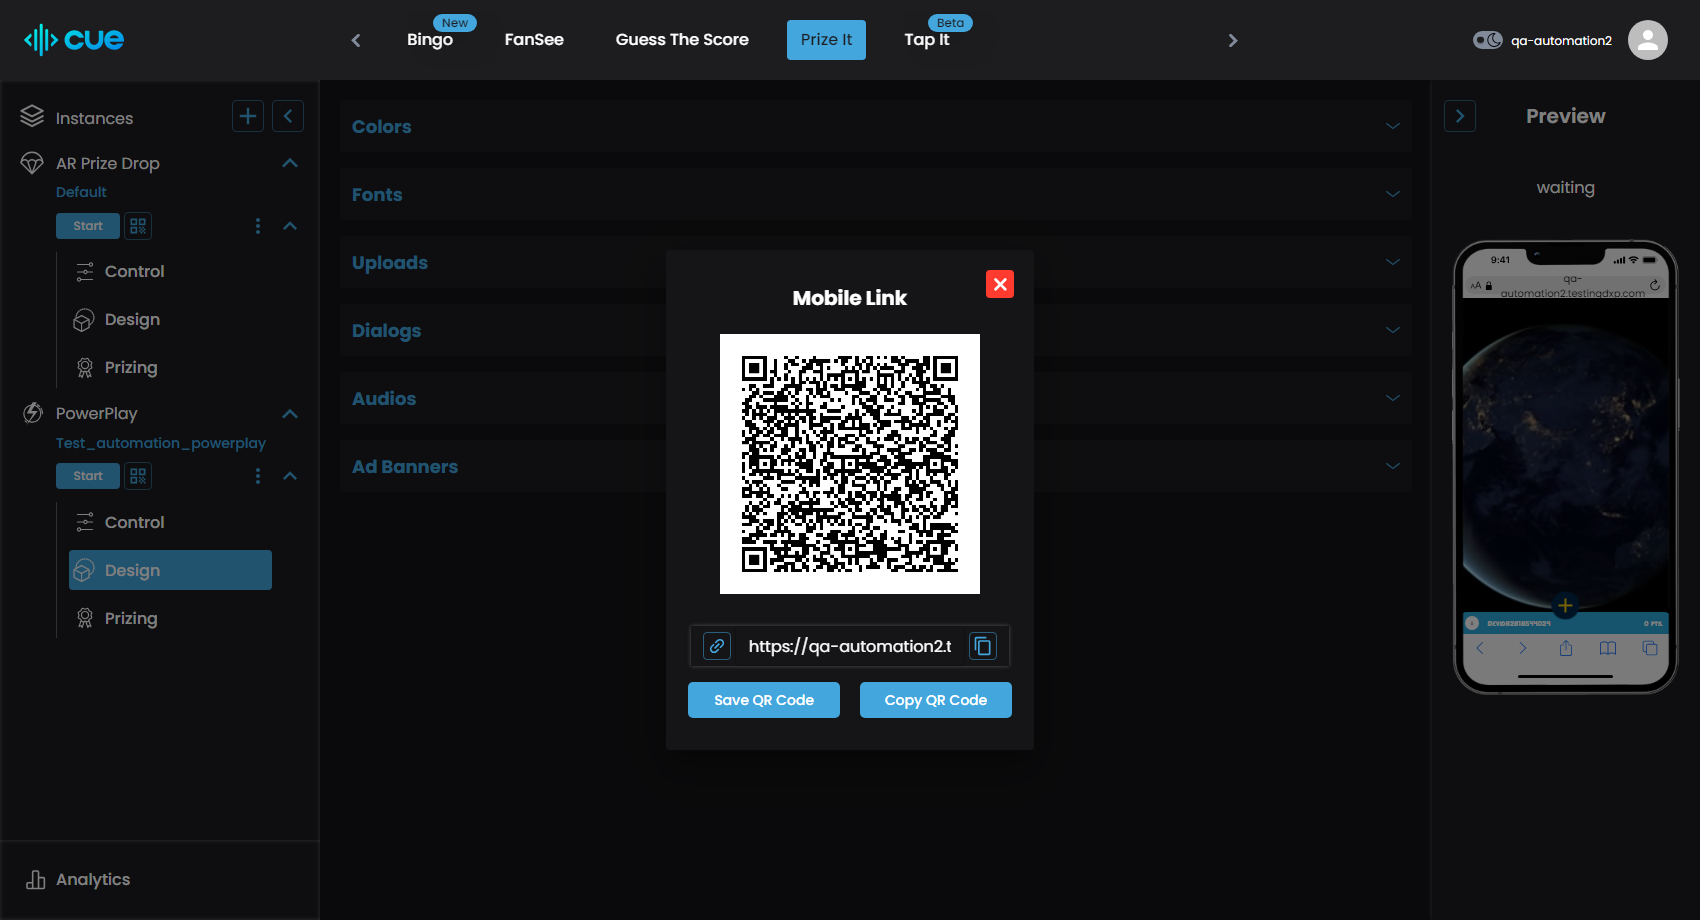 cue
New
Bingo
FanSee
Guess The Score
Prize It
Beta
Tap It
qa-automation2
Instances
AR Prize Drop
Default
Start
Control
Design
Prizing
PowerPlay
Test_automation_powerplay
Start
Control
Design
Prizing
Analytics
Colors
Fonts
Uploads
Dialogs
Audios
Ad Banners
Mobile Link
https://qa-automation2.t
Save QR Code
Copy QR Code
Preview
waiting
9:41
AA
qa-
automation2.testingdxp.com
0 PTS.